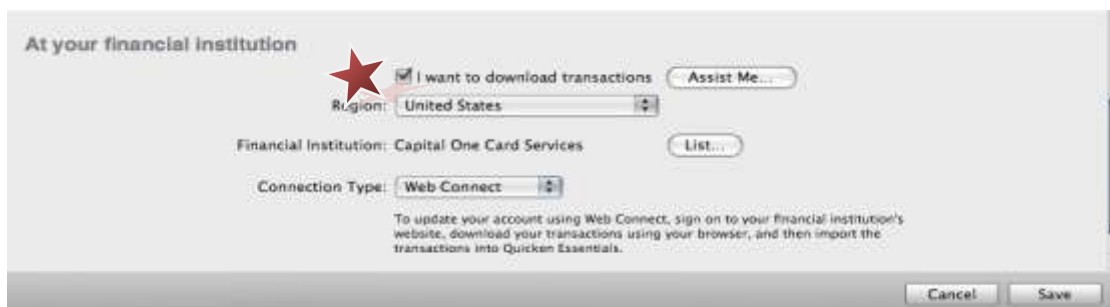 At your financial institution
I want to download transactions Assist Me...
Region: United States
Financial Institution: Capital One Card Services List...
Connection Type: Web Connect
To update your account using Web Connect, sign on to your financial institution's
website, download your transactions using your browser, and then import the
transactions into Quicken Essentials.
Cancel Save